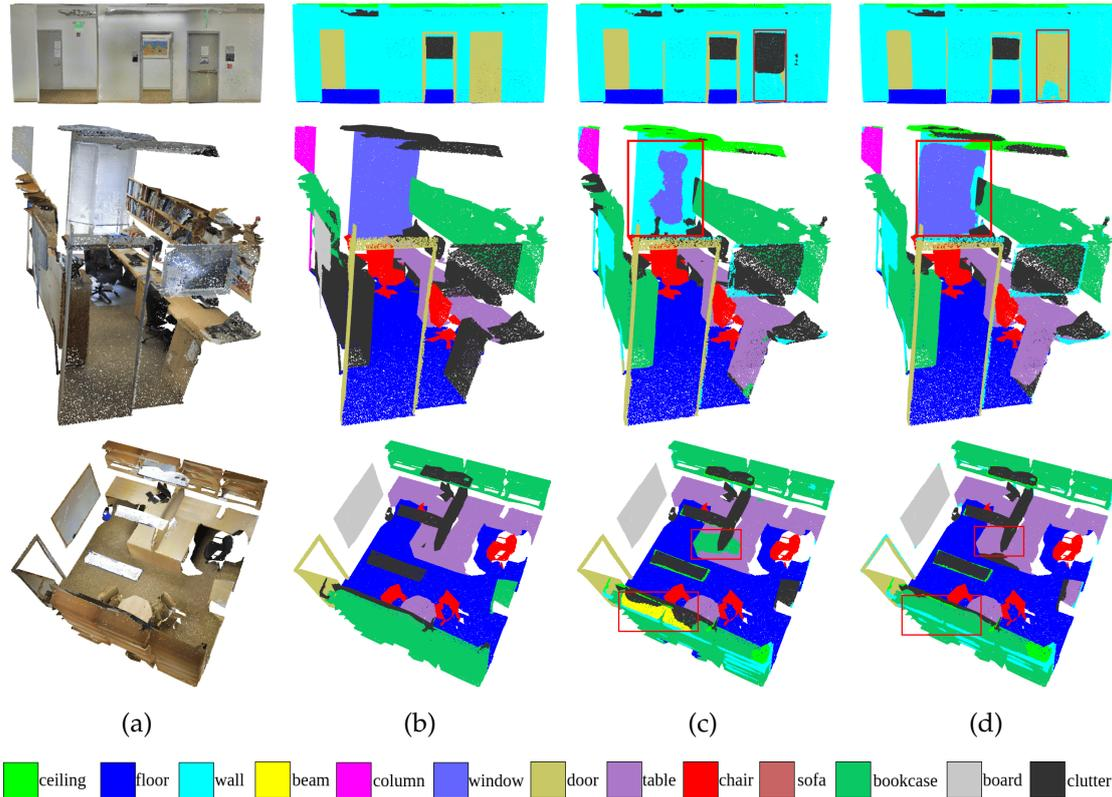 (a) (b) (c) (d)
ceiling floor wall beam column window door table chair sofa bookcase board clutter